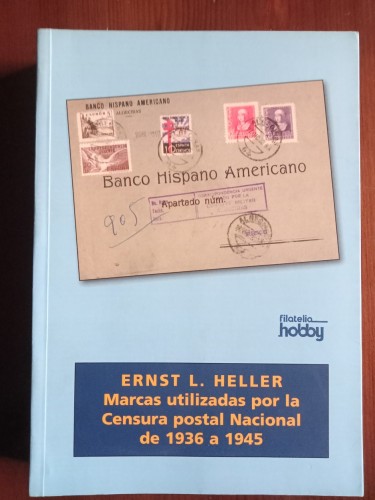 BANCO HISPANO AMERICANO
Banco Hispano Americano
Apartado núm.
905
filatelia
hobby
ERNST L. HELLER
Marcas utilizadas por la
Censura postal Nacional
de 1936 a 1945